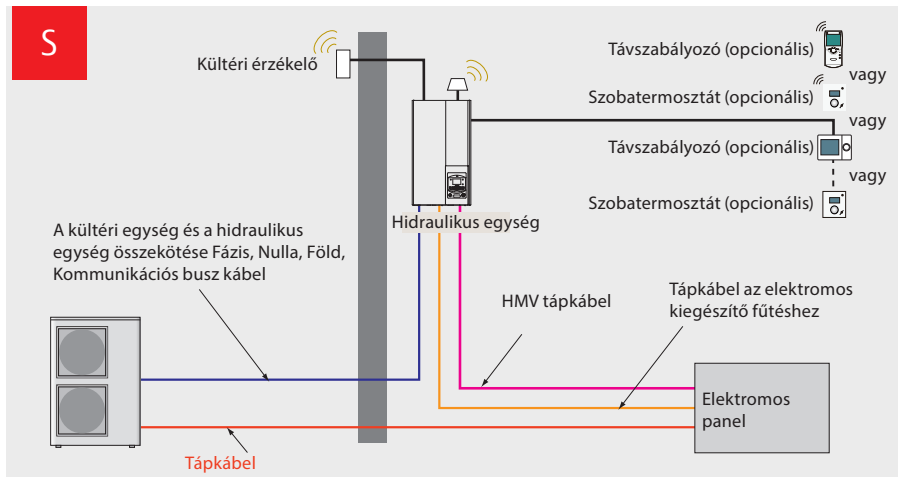 S
Kültéri érzékelő
Távszabályozó (opcionális)
vagy
Szobatermosztát (opcionális)
vagy
Távszabályozó (opcionális)
vagy
Szobatermosztát (opcionális)
Hidraulikus egység
A kültéri egység és a hidraulikus
egység összekötése Fázis, Nulla, Föld,
Kommunikációs busz kábel
HMV tápkábel
Tápkábel az elektromos
kiegészítő fűtéshez
Elektromos
panel
Tápkábel